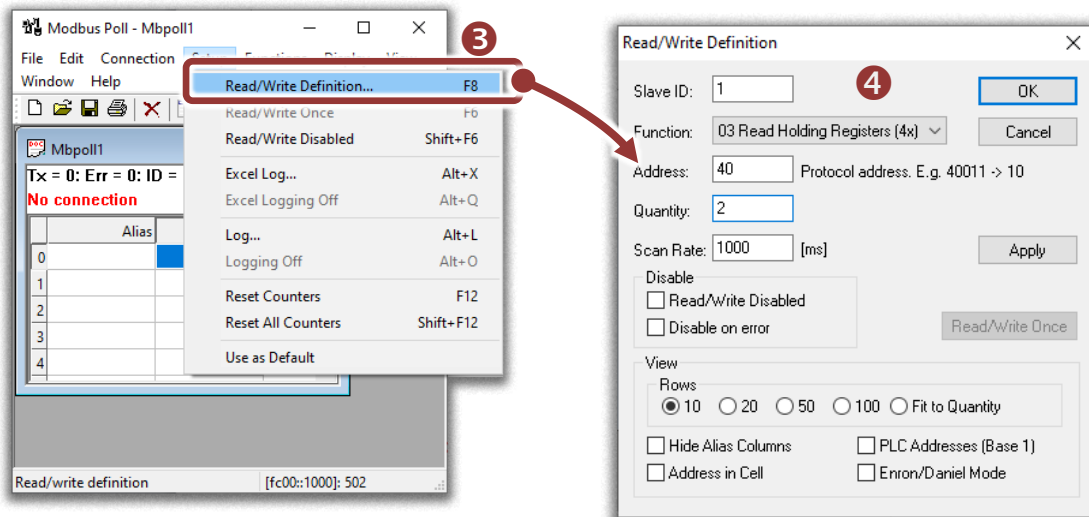 Modbus Poll - Mbpoll1
3
File Edit Connection Setup Functions Display View
Window Help
Read/Write Definition... F8
Read/Write Once F6
Read/Write Disabled Shift+F6
Excel Log... Alt+X
Excel Logging Off Alt+Q
Log... Alt+L
Logging Off Alt+O
Reset Counters F12
Reset All Counters Shift+F12
Use as Default
Mbpoll1
Tx = 0: Err = 0: ID =
No connection
Alias
0
1
2
3
4
Read/write definition [fc00::1000]: 502
Read/Write Definition
4
Slave ID: 1 OK
Function: 03 Read Holding Registers (4x) Cancel
Address: 40 Protocol address. E.g. 40011 -> 10
Quantity: 2
Scan Rate: 1000 [ms] Apply
Disable
Read/Write Disabled
Disable on error
Read/Write Once
View
Rows
10 20 50 100 Fit to Quantity
Hide Alias Columns PLC Addresses (Base 1)
Address in Cell Enron/Daniel Mode